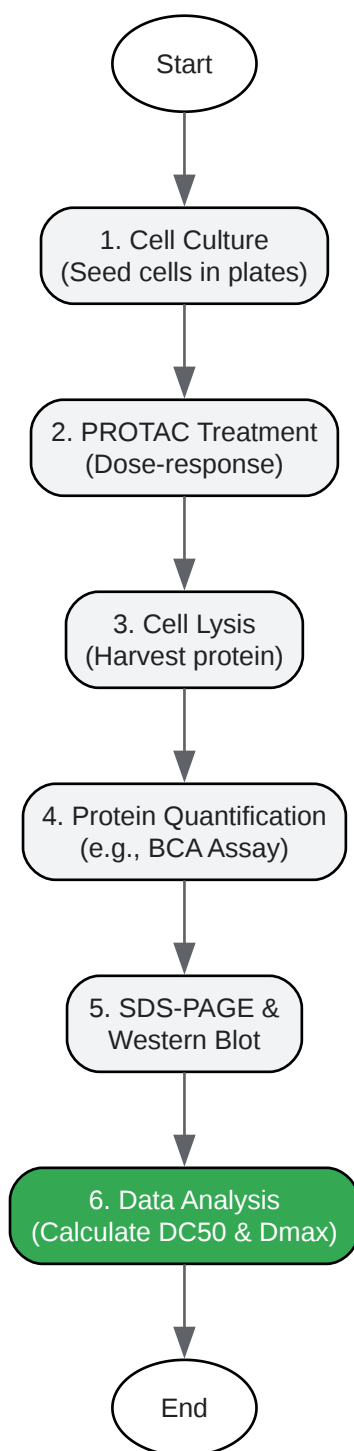 Start
1. Cell Culture
(Seed cells in plates)
2. PROTAC Treatment
(Dose-response)
3. Cell Lysis
(Harvest protein)
4. Protein Quantification
(e.g., BCA Assay)
5. SDS-PAGE &
Western Blot
6. Data Analysis
(Calculate DC50 & Dmax)
End